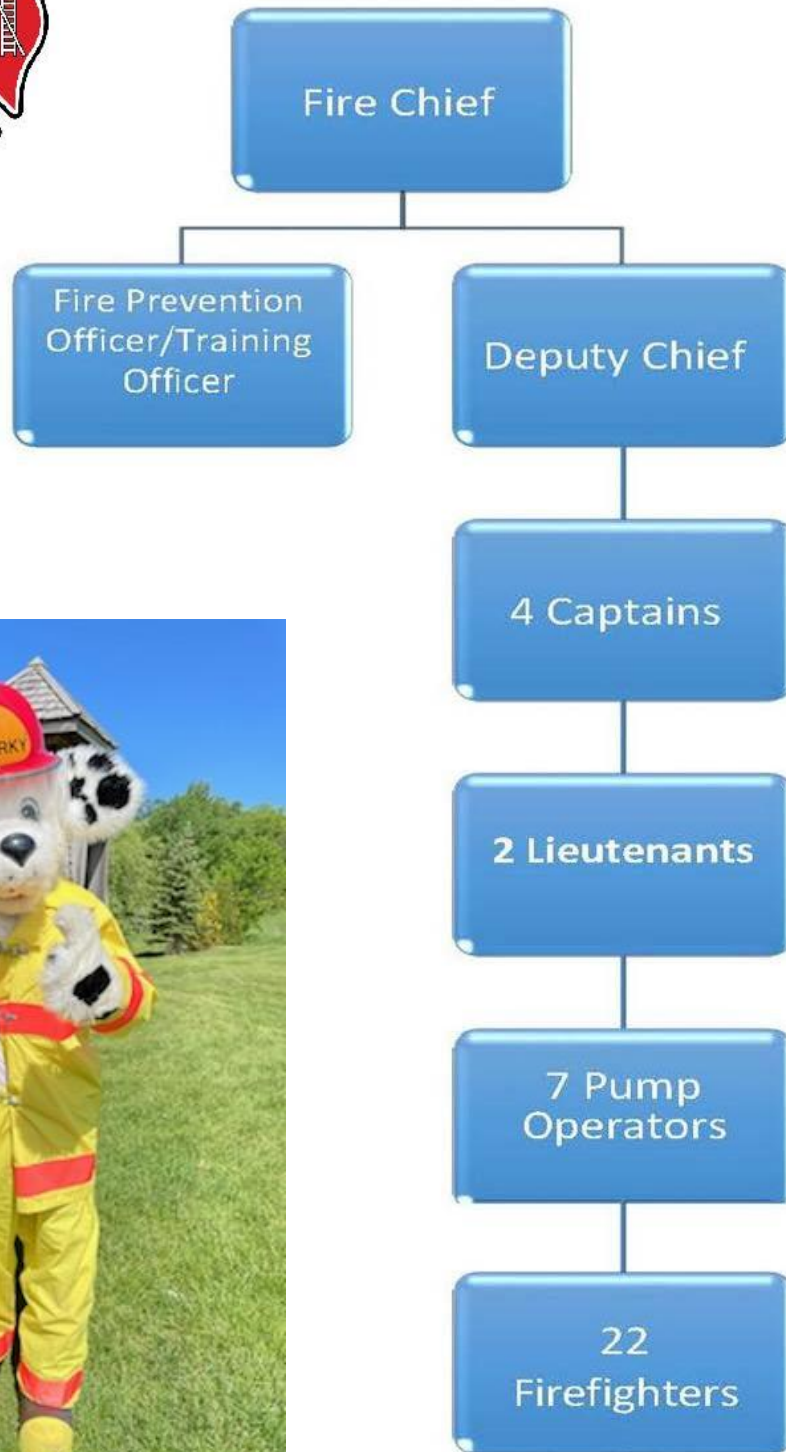 Fire Chief
Fire Prevention
Officer/Training
Officer
Deputy Chief
4 Captains
2 Lieutenants
7 Pump
Operators
22
Firefighters